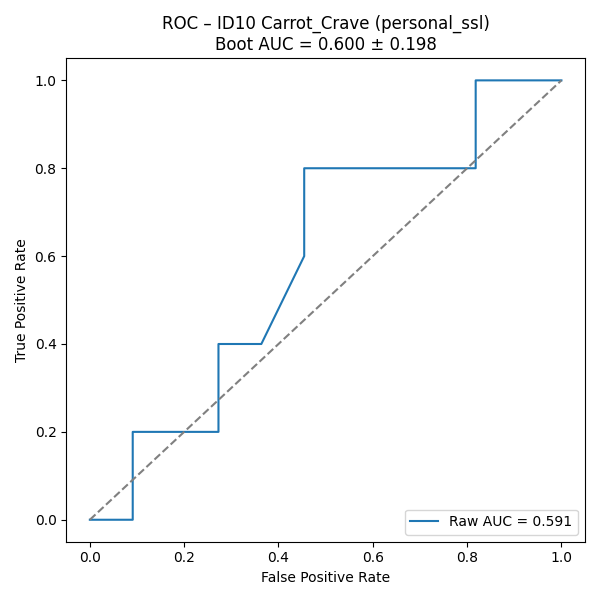 ROC – ID10 Carrot_Crave (personal_ssl)
Boot AUC = 0.600 ± 0.198
True Positive Rate
1.0
0.8
0.6
0.4
0.2
0.0
Raw AUC = 0.591
0.0 0.2 0.4 0.6 0.8 1.0
False Positive Rate